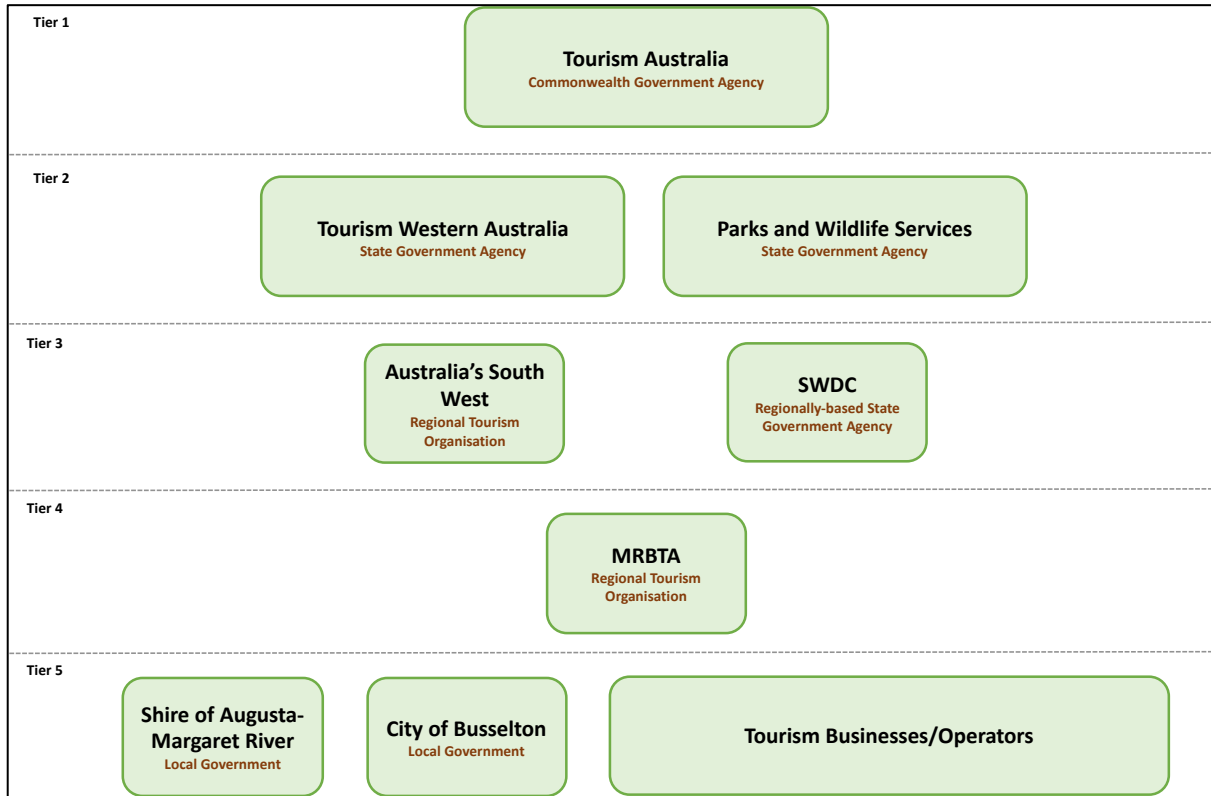 Tier 1
Tourism Australia
Commonwealth Government Agency
Tier 2
Tourism Western Australia
State Government Agency
Parks and Wildlife Services
State Government Agency
Tier 3
Australia’s South
West
Regional Tourism
Organisation
SWDC
Regionally-based State
Government Agency
Tier 4
MRBTA
Regional Tourism
Organisation
Tier 5
Shire of Augusta-
Margaret River
Local Government
City of Busselton
Local Government
Tourism Businesses/Operators